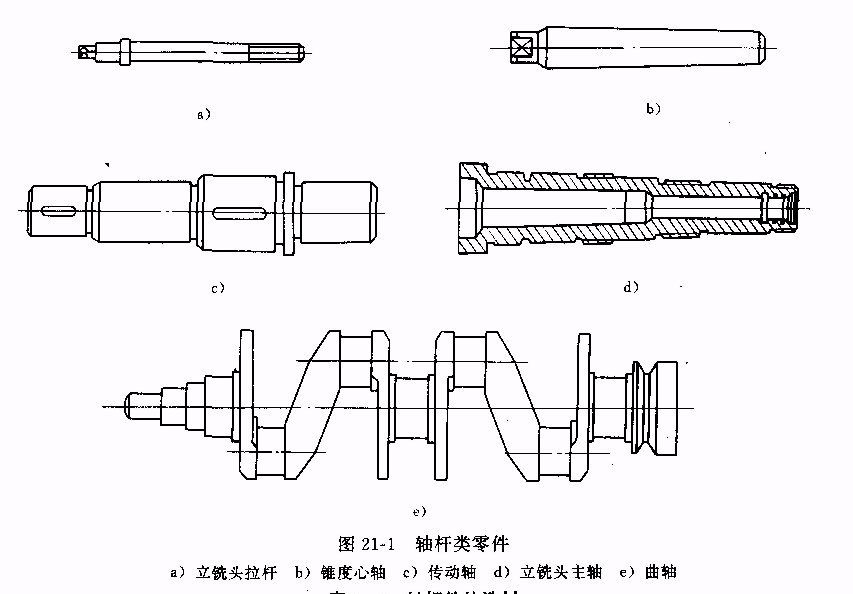 a)
b)
c)
d)
e)
图 21-1 轴杆类零件
a) 立铣头拉杆 b) 锥度心轴 c) 传动轴 d) 立铣头主轴 e) 曲轴